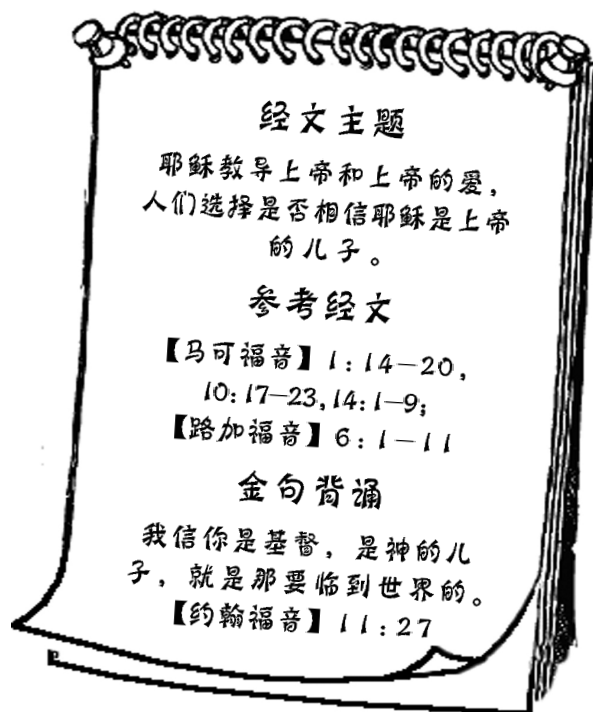 经文主题
耶稣教导上帝和上帝的爱，
人们选择是否相信耶稣是上帝
的儿子。
参考经文
【马可福音】1：14—20，
10：17—23，14：1—9；
【路加福音】6：1—11
金句背诵
我信你是基督，是神的儿
子，就是那要临到世界的。
【约翰福音】11：27